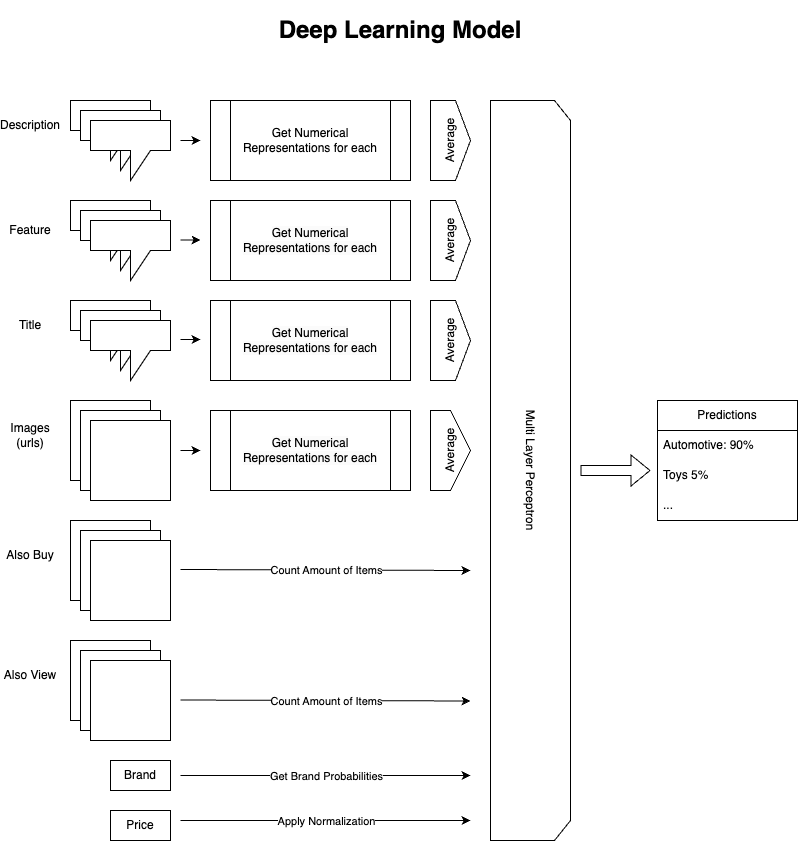 Deep Learning Model
Description
Get Numerical
Representations for each
Average
Feature
Get Numerical
Representations for each
Average
Title
Get Numerical
Representations for each
Average
Images
(urls)
Get Numerical
Representations for each
Average
Multi Layer Perceptron
Predictions
Automotive: 90%
Toys 5%
...
Also Buy
Count Amount of Items
Also View
Count Amount of Items
Brand
Get Brand Probabilities
Price
Apply Normalization